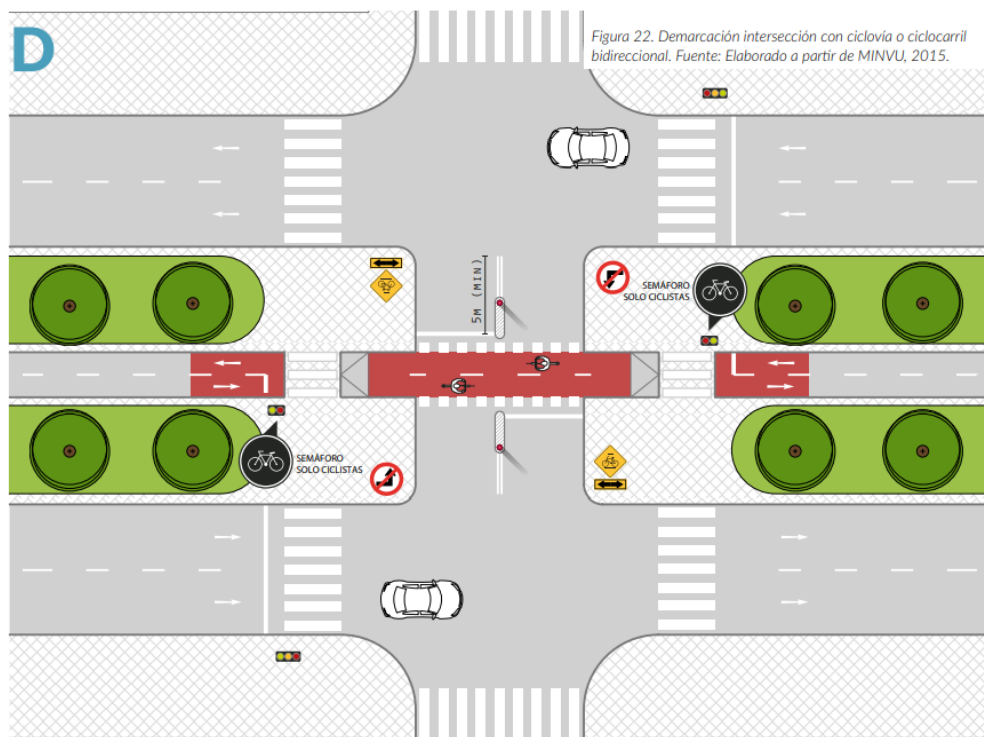 D
Figura 22. Demarcación intersección con ciclovía o ciclocarril
bidireccional. Fuente: Elaborado a partir de MINVU, 2015.
5M (MIN)
SEMÁFORO
SOLO CICLISTAS
SEMÁFORO
SOLO CICLISTAS